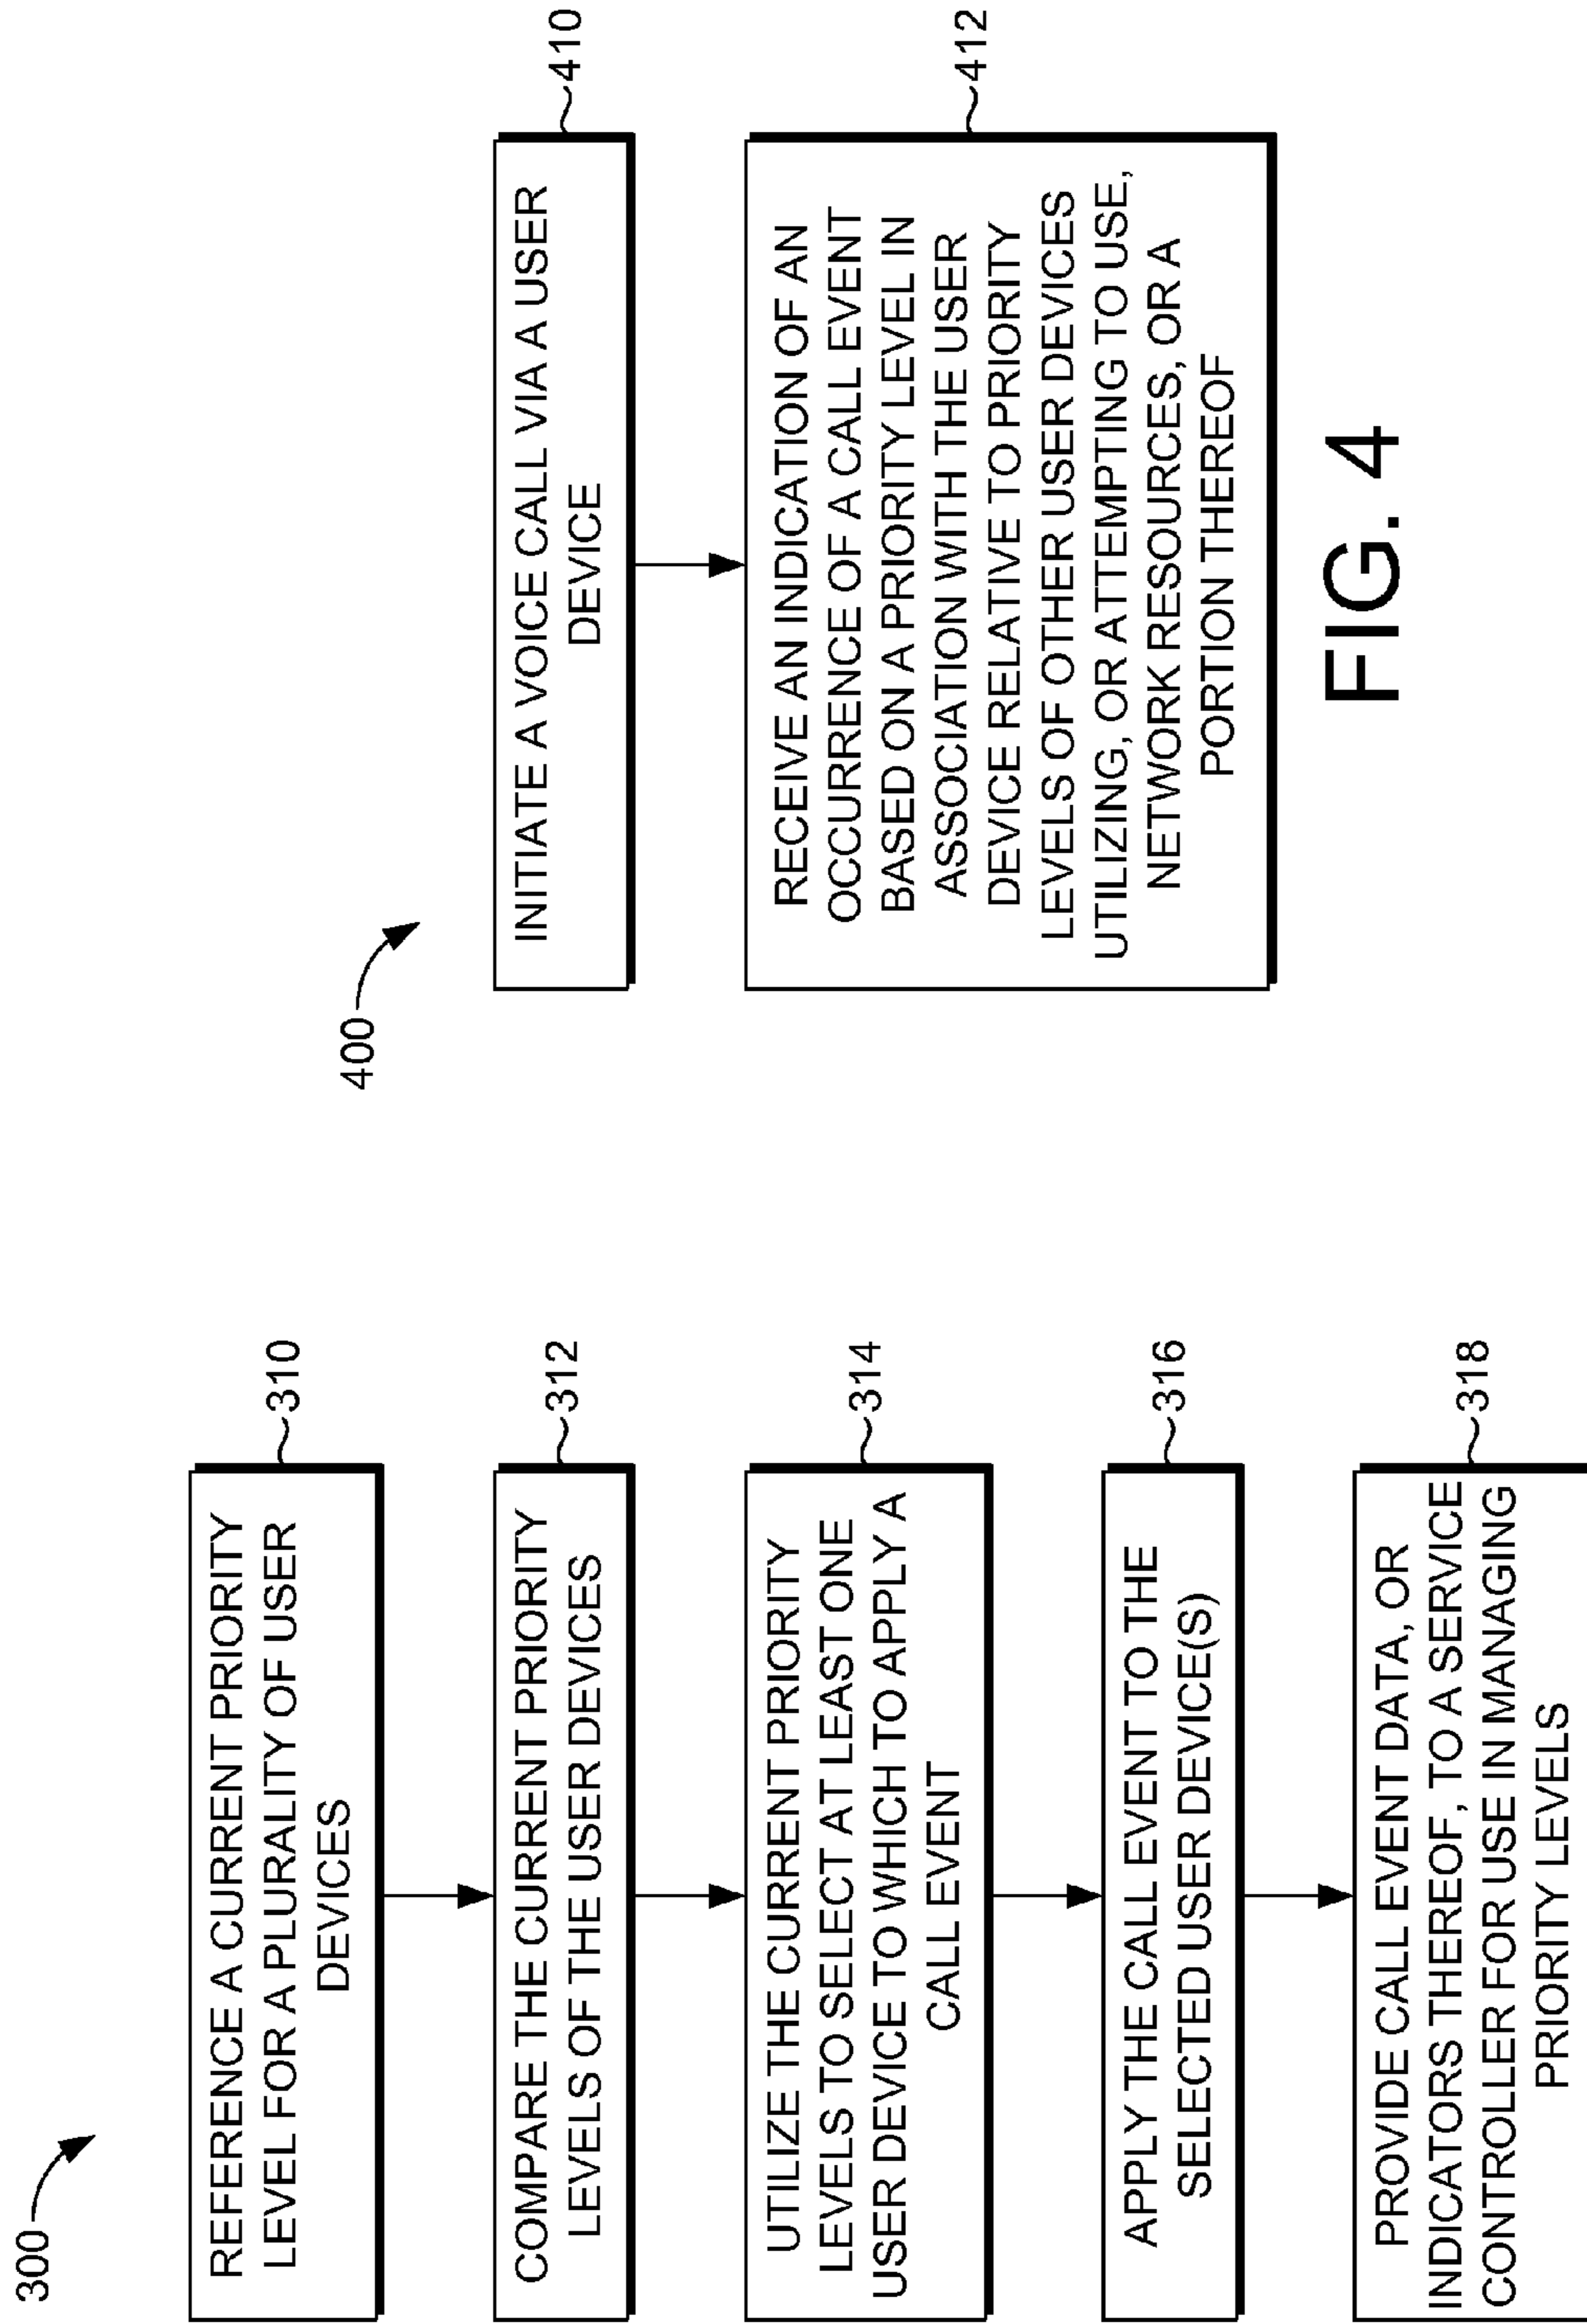 300
REFERENCE A CURRENT PRIORITY
LEVEL FOR A PLURALITY OF USER
DEVICES
310
COMPARE THE CURRENT PRIORITY
LEVELS OF THE USER DEVICES
312
UTILIZE THE CURRENT PRIORITY
LEVELS TO SELECT AT LEAST ONE
USER DEVICE TO WHICH TO APPLY A
CALL EVENT
314
APPLY THE CALL EVENT TO THE
SELECTED USER DEVICE(S)
316
PROVIDE CALL EVENT DATA, OR
INDICATORS THEREOF, TO A SERVICE
CONTROLLER FOR USE IN MANAGING
PRIORITY LEVELS
318
400
INITIATE A VOICE CALL VIA A USER
DEVICE
410
RECEIVE AN INDICATION OF AN
OCCURRENCE OF A CALL EVENT
BASED ON A PRIORITY LEVEL IN
ASSOCIATION WITH THE USER
DEVICE RELATIVE TO PRIORITY
LEVELS OF OTHER USER DEVICES
UTILIZING, OR ATTEMPTING TO USE,
NETWORK RESOURCES, OR A
PORTION THEREOF
412
FIG. 4